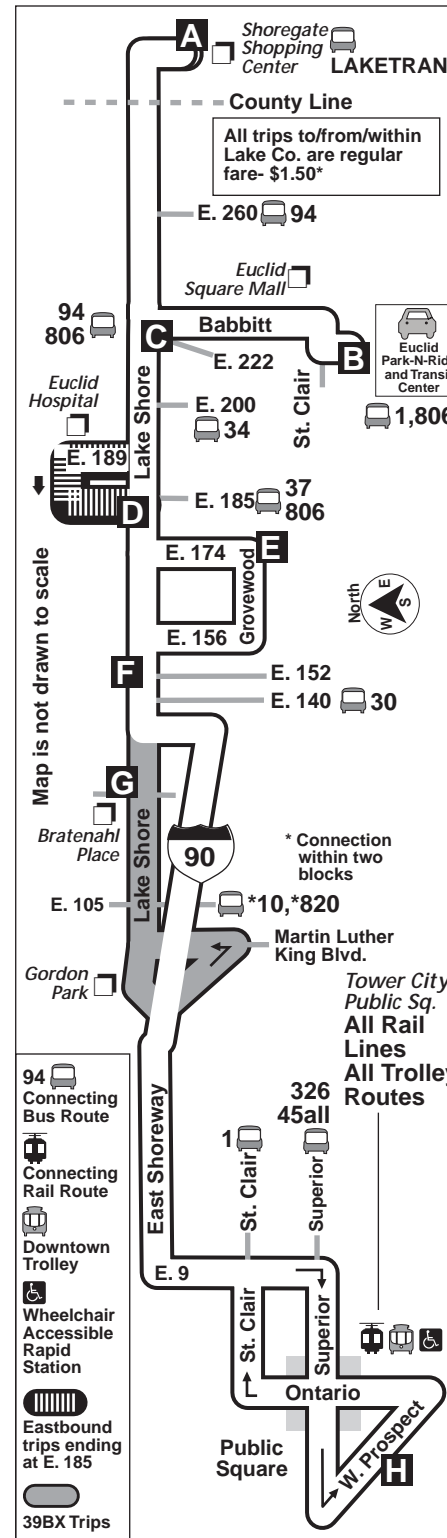 A
Shoregate
Shopping
Center
LAKETRAN
County Line
All trips to/from/within
Lake Co. are regular
fare- $1.50*
E. 260 94
Euclid
Square Mall
94
806
Babbitt
C
B
Euclid
Park-N-Rid
and Transi
Center
E. 222
St. Clair
1,806
Euclid
Hospital
Lake Shore
E. 200
34
E. 189
D
E. 185 37
806
E. 174
E
Grovewood
E. 156
North
E
S
W
Map is not drawn to scale
F
E. 152
E. 140 30
G
Bratenahl
Place
Lake Shore
90
* Connection
within two
blocks
E. 105
*10,*820
Martin Luther
King Blvd.
Gordon
Park
Tower City
Public Sq.
All Rail
Lines
All Trolley
Routes
94
Connecting
Bus Route
Connecting
Rail Route
Downtown
Trolley
Wheelchair
Accessible
Rapid
Station
Eastbound
trips ending
at E. 185
39BX Trips
East Shoreway
1
St. Clair
326
45all
Superior
E. 9
St. Clair
Superior
Ontario
Public
Square
W. Prospect
H